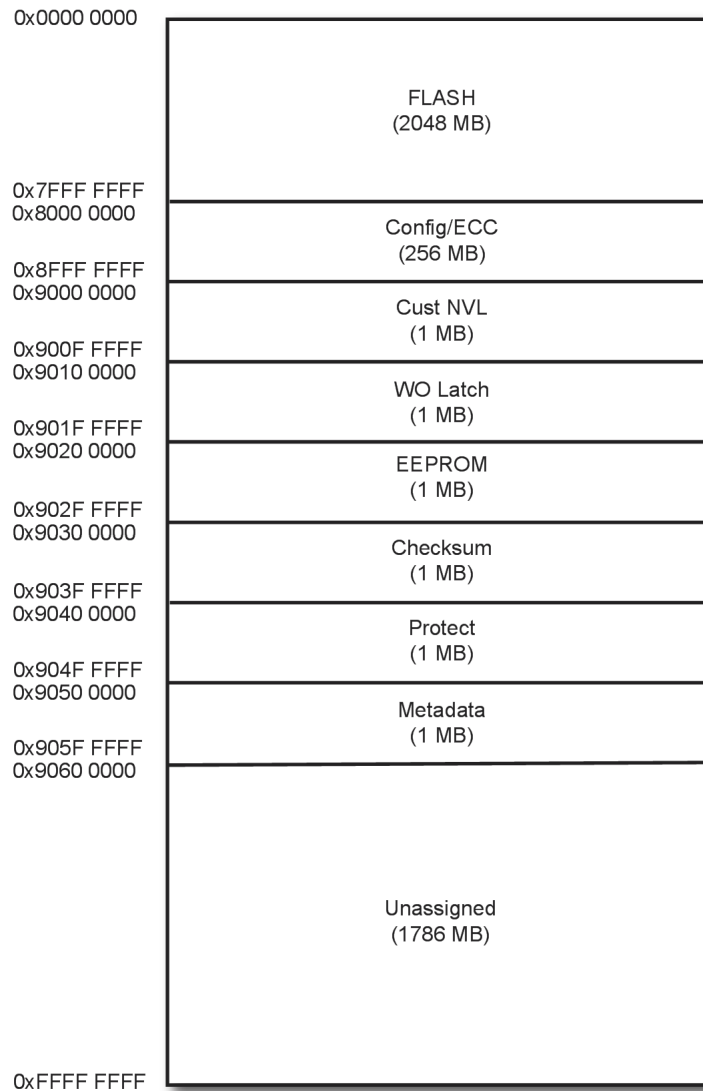 0x0000 0000
FLASH
(2048 MB)
0x7FFF FFFF
0x8000 0000
Config/ECC
(256 MB)
0x8FFF FFFF
0x9000 0000
Cust NVL
(1 MB)
0x900F FFFF
0x9010 0000
WO Latch
(1 MB)
0x901F FFFF
0x9020 0000
EEPROM
(1 MB)
0x902F FFFF
0x9030 0000
Checksum
(1 MB)
0x903F FFFF
0x9040 0000
Protect
(1 MB)
0x904F FFFF
0x9050 0000
Metadata
(1 MB)
0x905F FFFF
0x9060 0000
Unassigned
(1786 MB)
0xFFFF FFFF